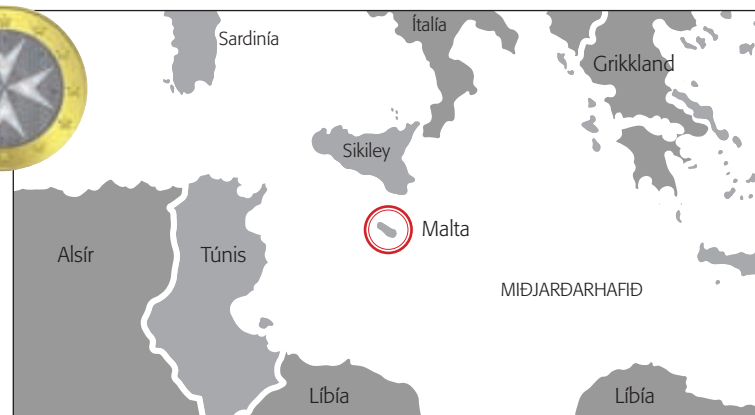 Sardinía
Ítalía
Grikkland
Sikiley
Malta
Alsír
Túnis
MIÐJARÐARHAFIÐ
Líbía
Líbía